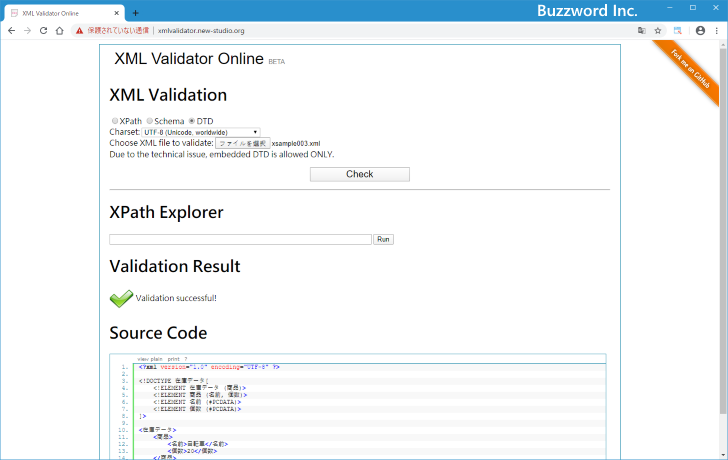 XML Validator Online
Buzzword Inc.
保護されていない通信 | xmlvalidator.new-studio.org
Fork me on GitHub
XML Validator Online BETA
XML Validation
XPath Schema DTD
Charset: UTF-8 (Unicode, worldwide)
Choose XML file to validate: ファイルを選択 xsample003.xml
Due to the technical issue, embedded DTD is allowed ONLY.
Check
XPath Explorer
Run
Validation Result
Validation successful!
Source Code
view plain print ?
1. <?xml version="1.0" encoding="UTF-8" ?>
2.
3. <!DOCTYPE 在庫データ[
4. <!ELEMENT 在庫データ (商品)>
5. <!ELEMENT 商品 (名前, 個数)>
6. <!ELEMENT 名前 (#PCDATA)>
7. <!ELEMENT 個数 (#PCDATA)>
8. ]>
9.
10. <在庫データ>
11. <商品>
12. <名前>自転車</名前>
13. <個数>20</個数>
14. </商品>